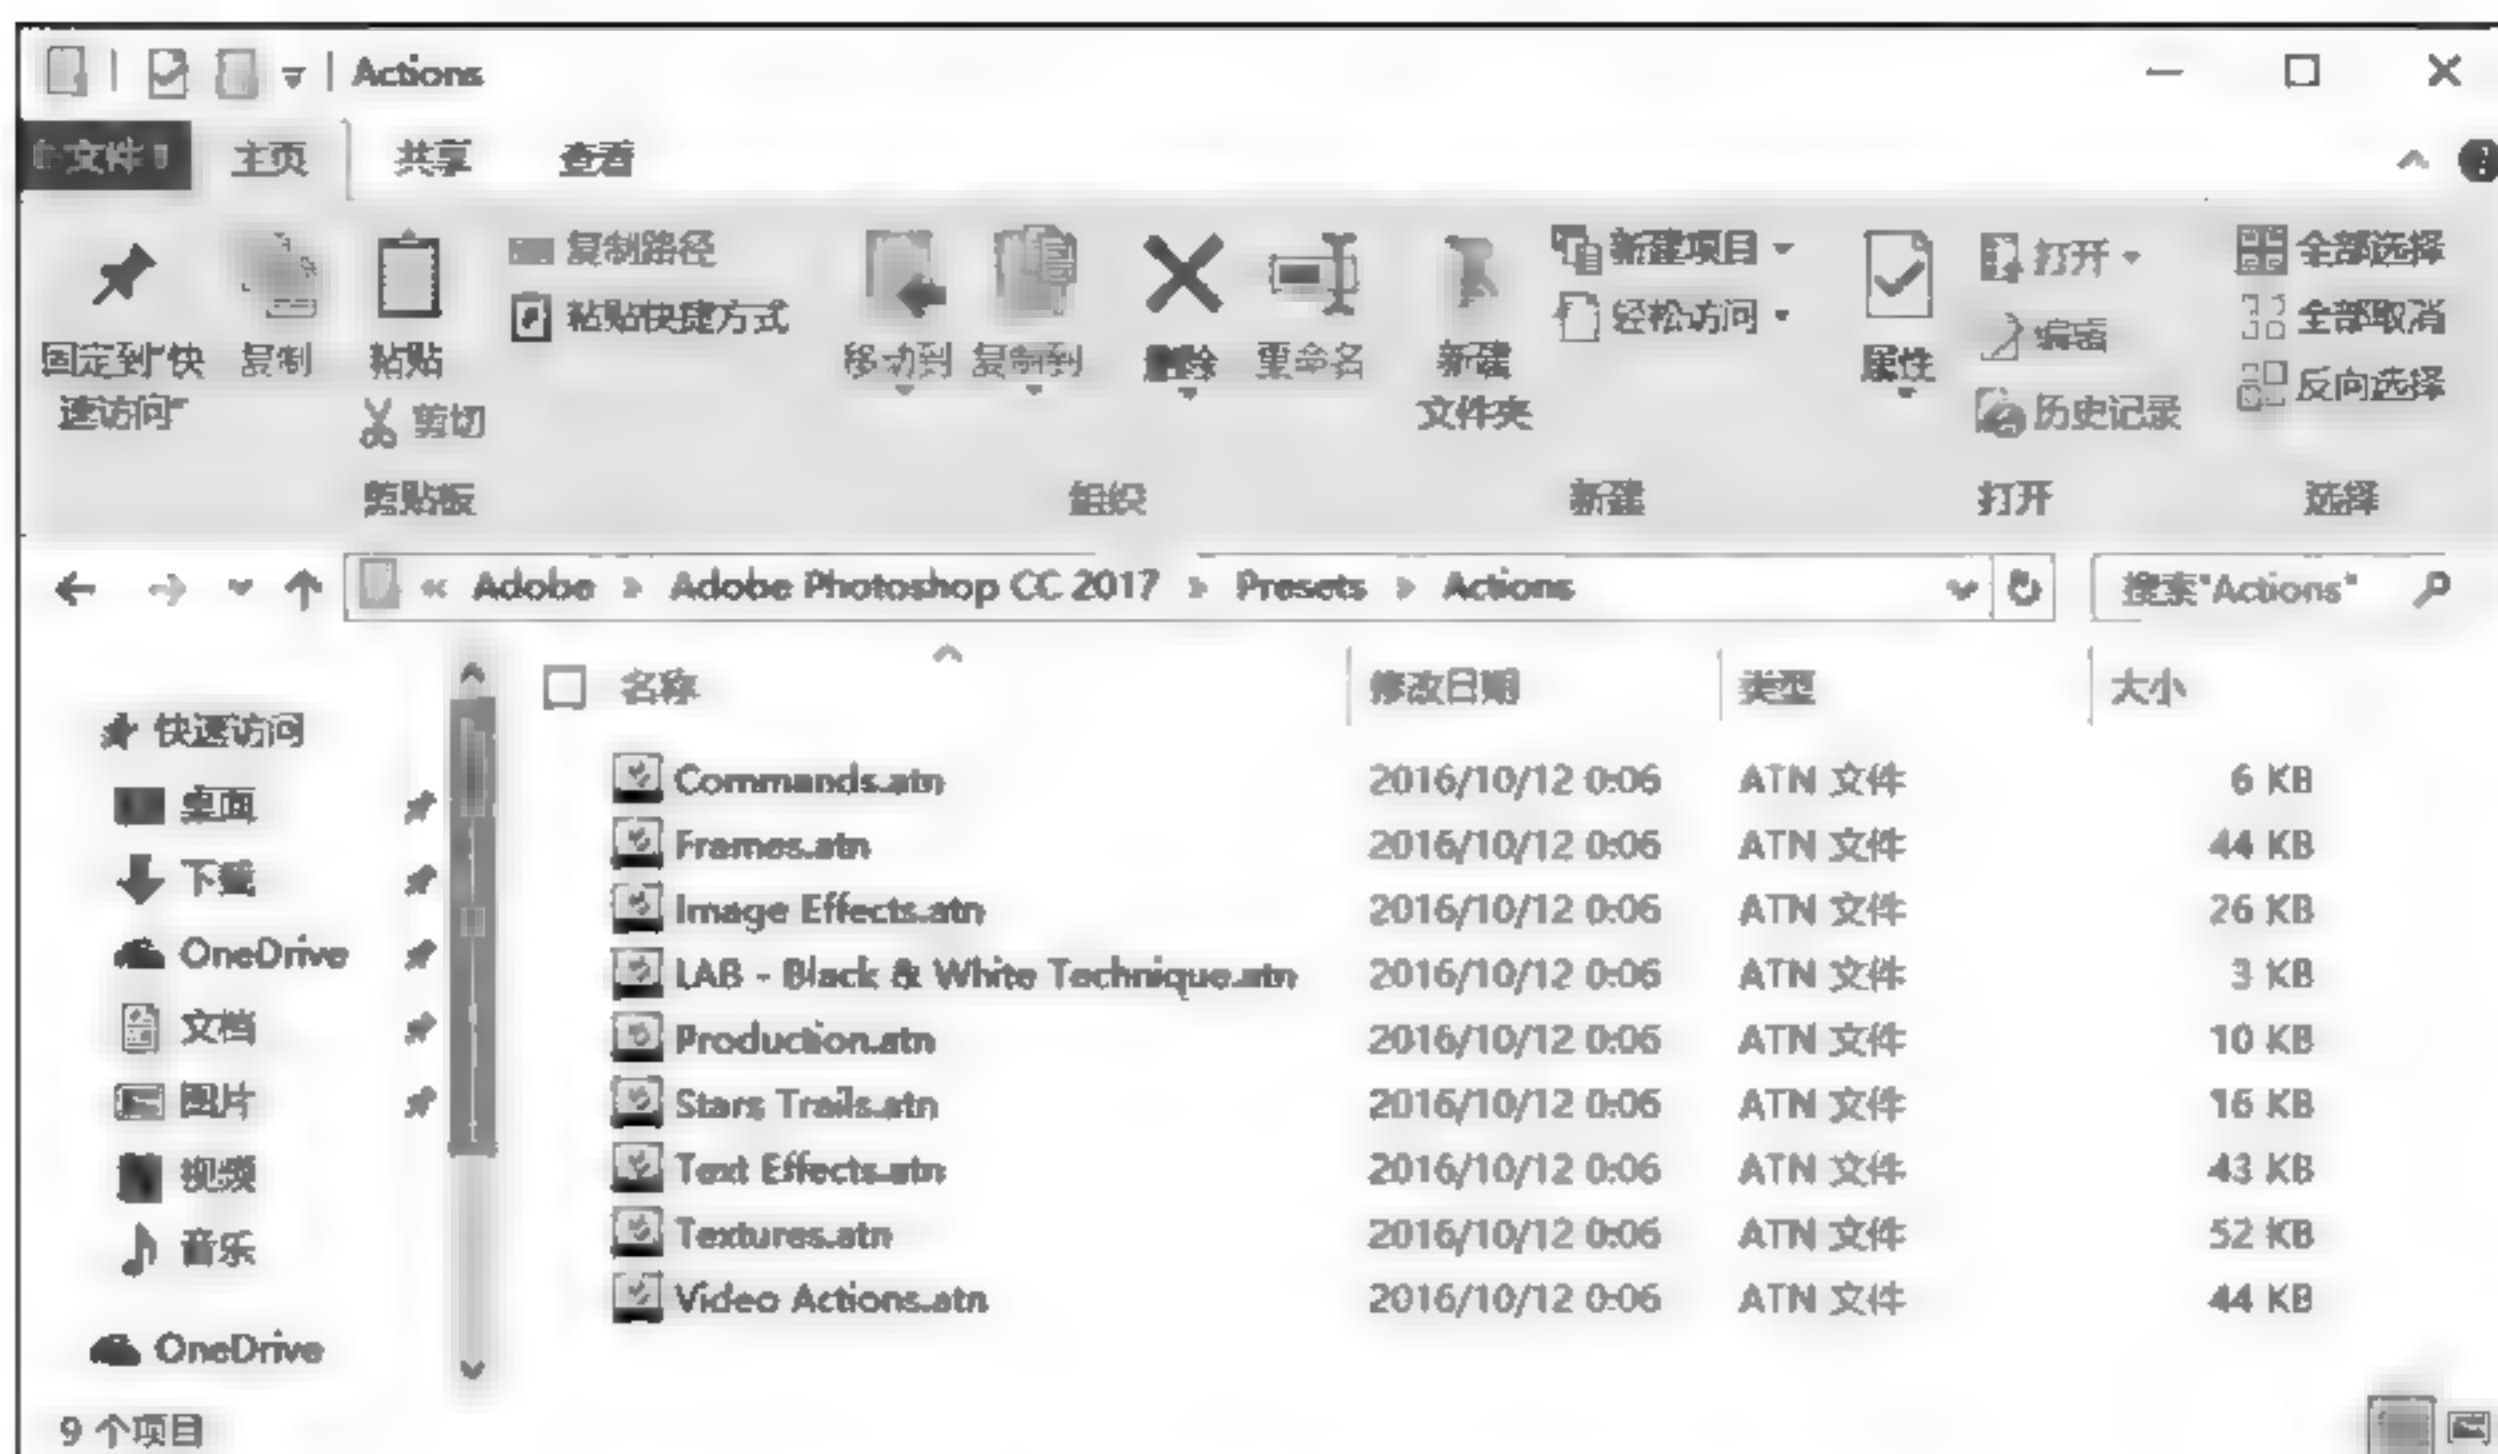 Actions
文件 主页 共享 查看
复制路径 新建项目 打开 全部选择
粘贴快捷方式 轻松访问 编辑 全部取消
固定到"快速访问" 复制 粘贴 移动到 复制到 删除 重命名 新建文件夹 属性 历史记录 反向选择
剪切
剪贴板 组织 新建 打开 选择
« Adobe > Adobe Photoshop CC 2017 > Presets > Actions 搜索"Actions"
名称 修改日期 类型 大小
快速访问
桌面
下载
OneDrive
文档
图片
视频
音乐
OneDrive
Commands.atn 2016/10/12 0:06 ATN 文件 6 KB
Frames.atn 2016/10/12 0:06 ATN 文件 44 KB
Image Effects.atn 2016/10/12 0:06 ATN 文件 26 KB
LAB - Black & White Technique.atn 2016/10/12 0:06 ATN 文件 3 KB
Production.atn 2016/10/12 0:06 ATN 文件 10 KB
Stars Trails.atn 2016/10/12 0:06 ATN 文件 16 KB
Text Effects.atn 2016/10/12 0:06 ATN 文件 43 KB
Textures.atn 2016/10/12 0:06 ATN 文件 52 KB
Video Actions.atn 2016/10/12 0:06 ATN 文件 44 KB
9 个项目